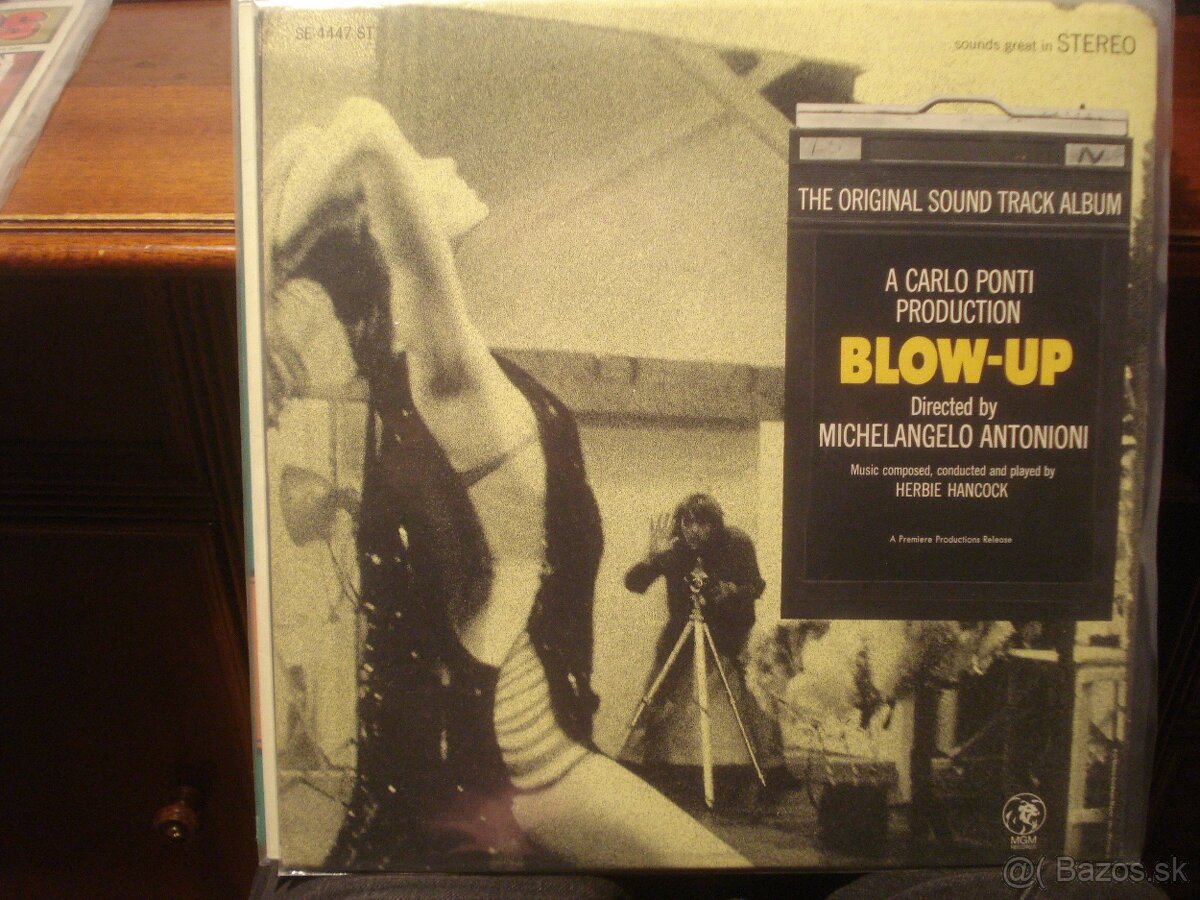 SE 4447 ST
sounds great in STEREO
N
THE ORIGINAL SOUND TRACK ALBUM
A CARLO PONTI
PRODUCTION
BLOW-UP
Directed by
MICHELANGELO ANTONIONI
Music composed, conducted and played by
HERBIE HANCOCK
A Premiere Productions Release
MGM
RECORDS
@( Bazos.sk